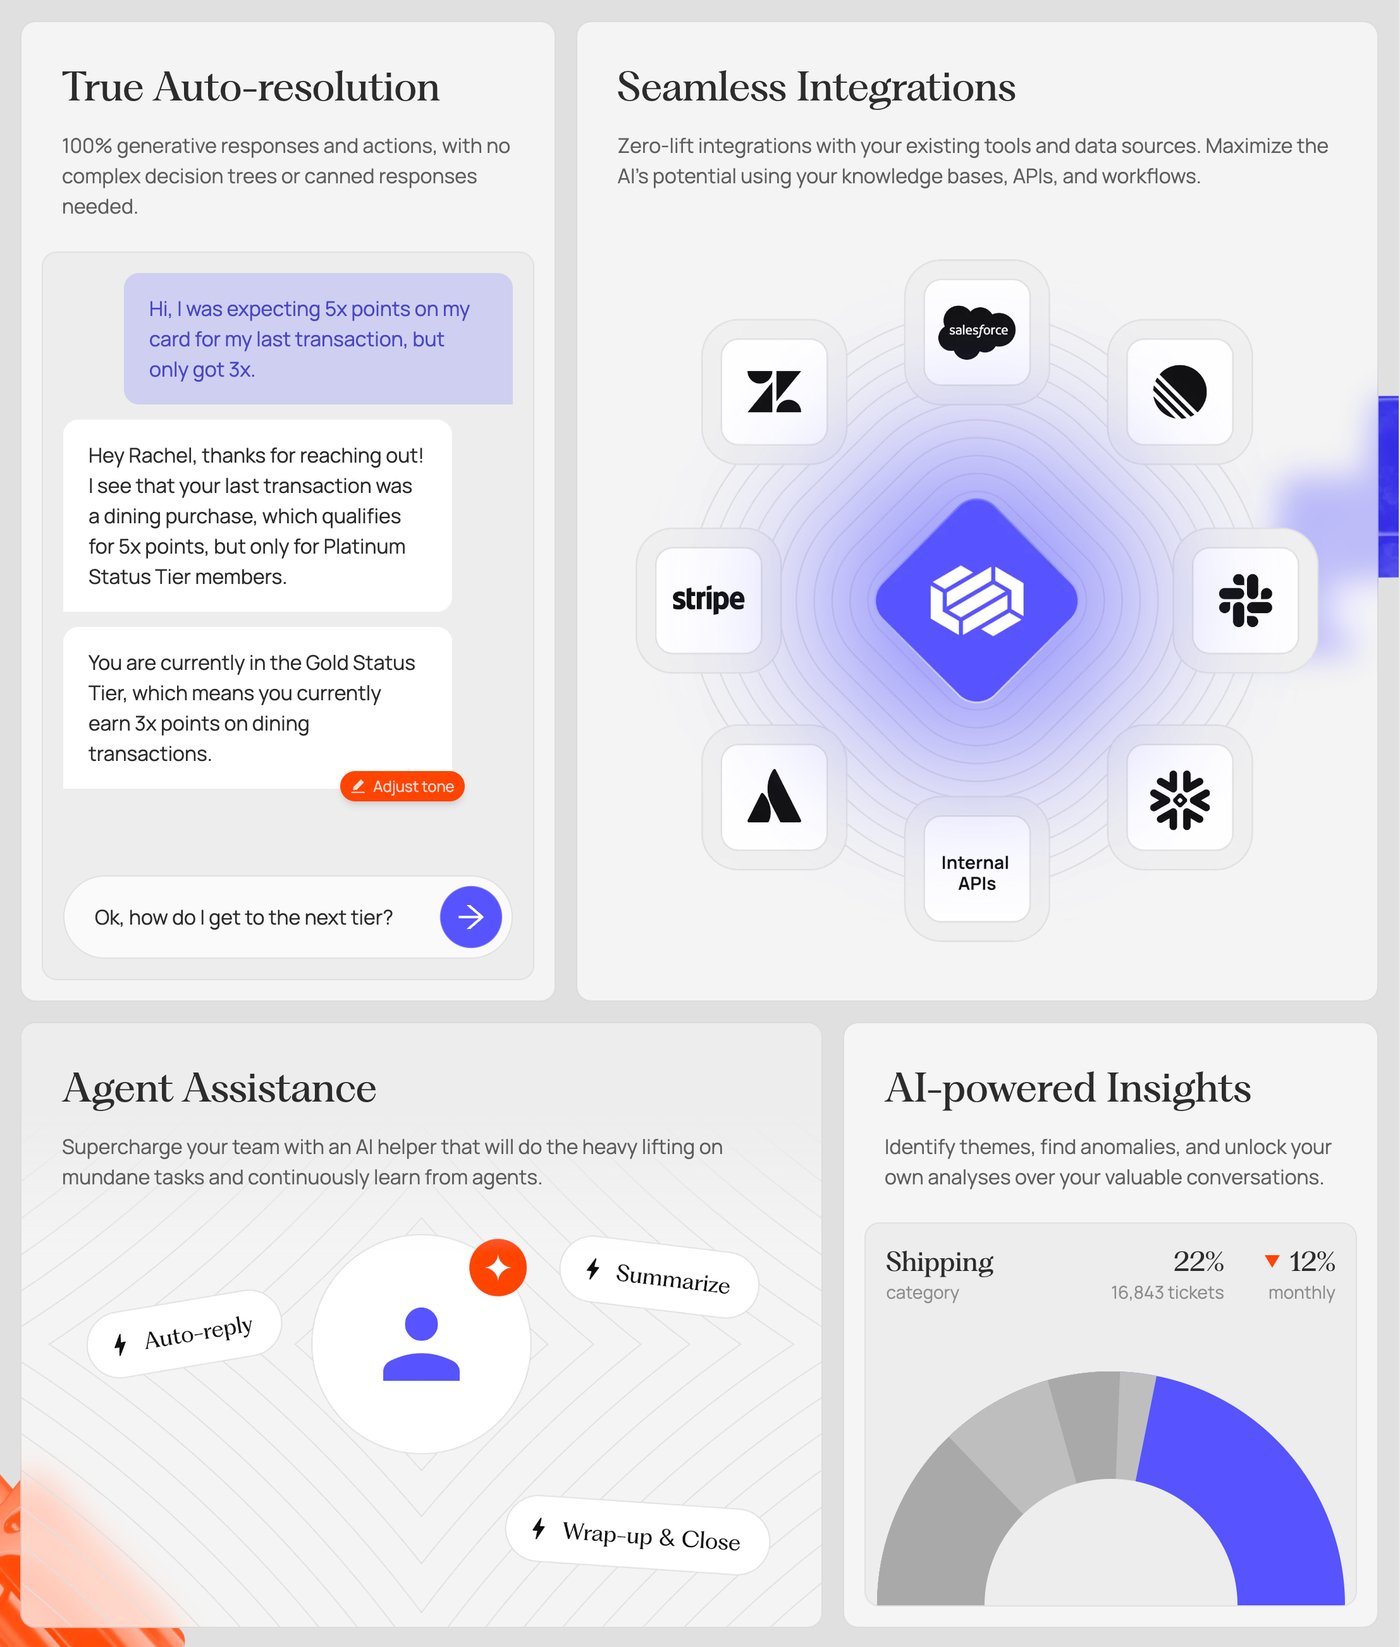 True Auto-resolution
100% generative responses and actions, with no
complex decision trees or canned responses
needed.
Hi, I was expecting 5x points on my
card for my last transaction, but
only got 3x.
Hey Rachel, thanks for reaching out!
I see that your last transaction was
a dining purchase, which qualifies
for 5x points, but only for Platinum
Status Tier members.
You are currently in the Gold Status
Tier, which means you currently
earn 3x points on dining
transactions.
Adjust tone
Ok, how do I get to the next tier?
Seamless Integrations
Zero-lift integrations with your existing tools and data sources. Maximize the
AI's potential using your knowledge bases, APIs, and workflows.
salesforce
stripe
Internal
APIs
Agent Assistance
Supercharge your team with an AI helper that will do the heavy lifting on
mundane tasks and continuously learn from agents.
Summarize
Auto-reply
Wrap-up & Close
AI-powered Insights
Identify themes, find anomalies, and unlock your
own analyses over your valuable conversations.
Shipping 22% 12%
category 16,843 tickets monthly